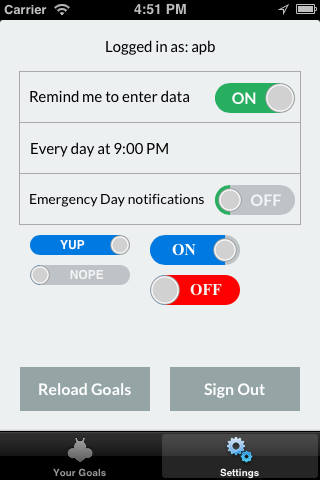 Carrier 4:51 PM
Logged in as: apb
Remind me to enter data ON
Every day at 9:00 PM
Emergency Day notifications OFF
YUP ON
NOPE OFF
Reload Goals Sign Out
Your Goals Settings